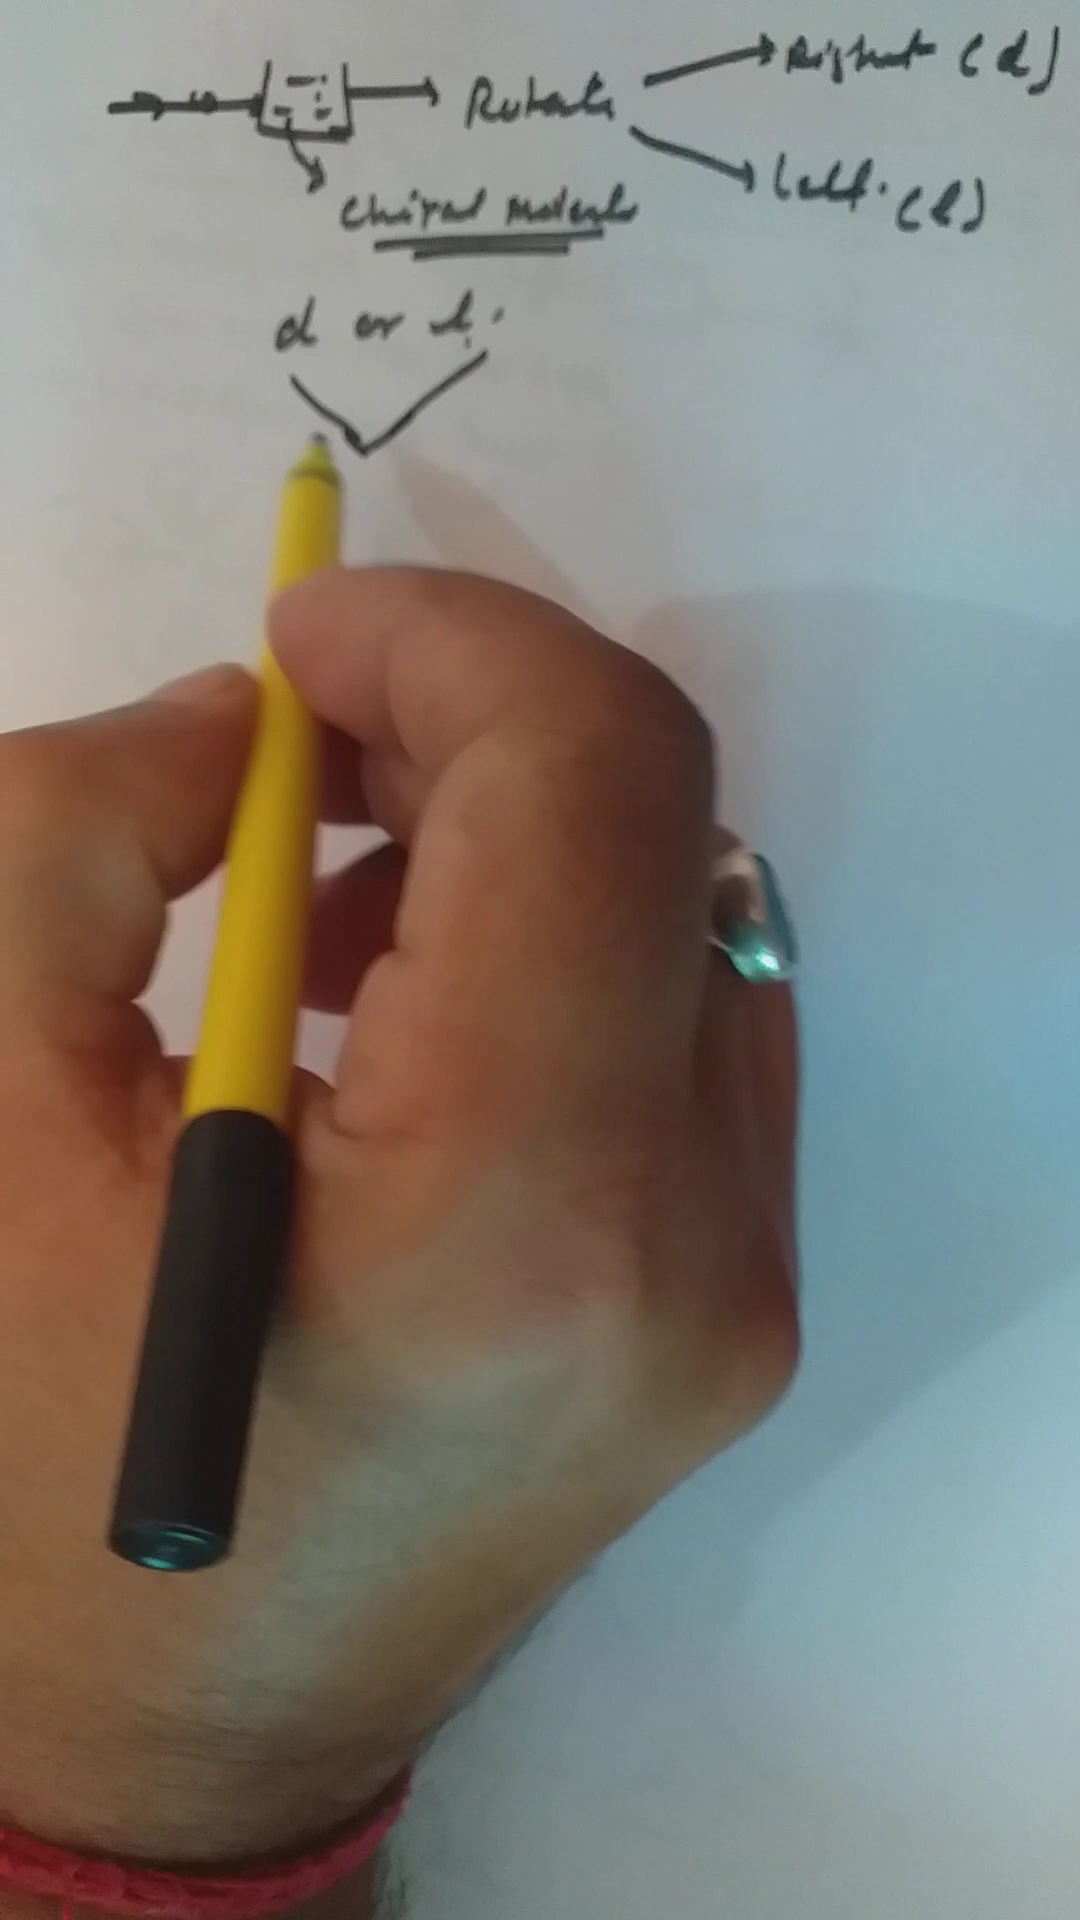 Rotate
Right (d)
Left. (l)
Chiral Molecule
d or l.